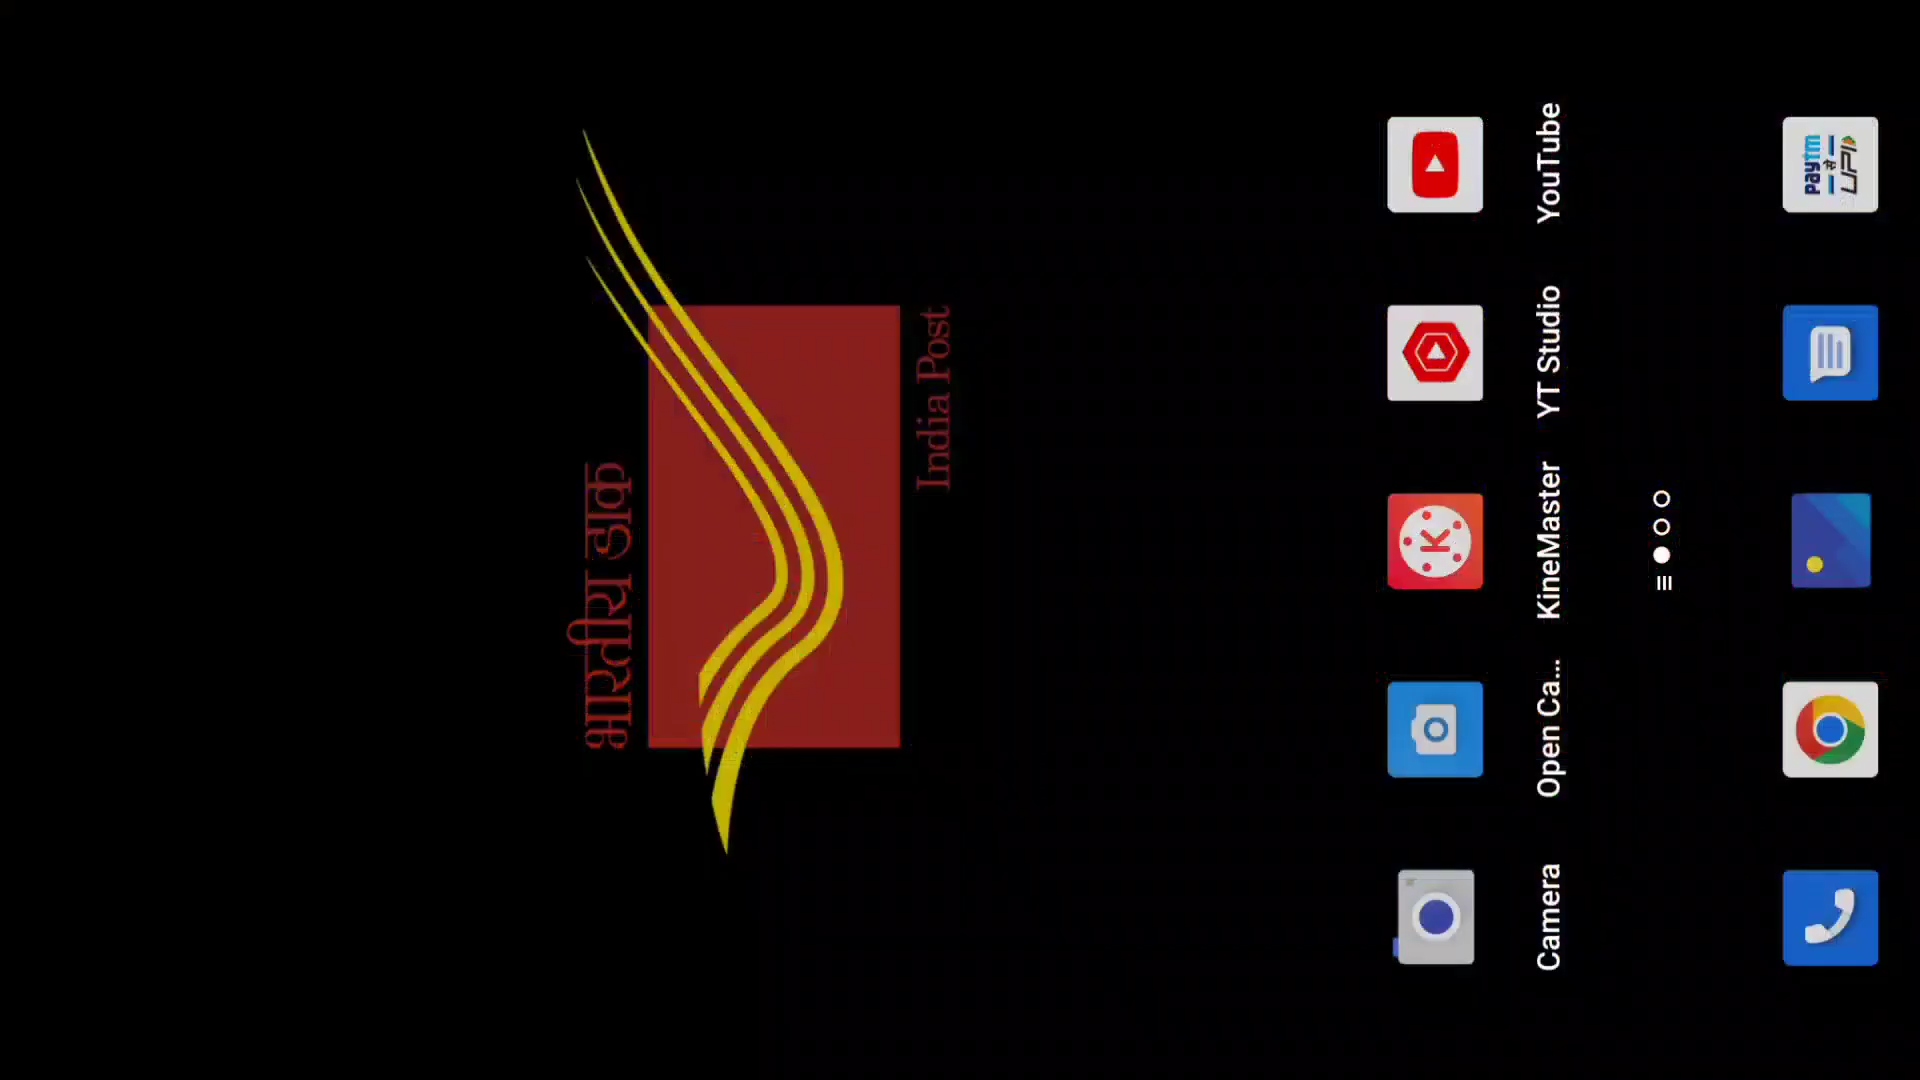 भारतीय डाक
India Post
Camera
Open Ca...
KineMaster
YT Studio
YouTube
paytm
से
UPI